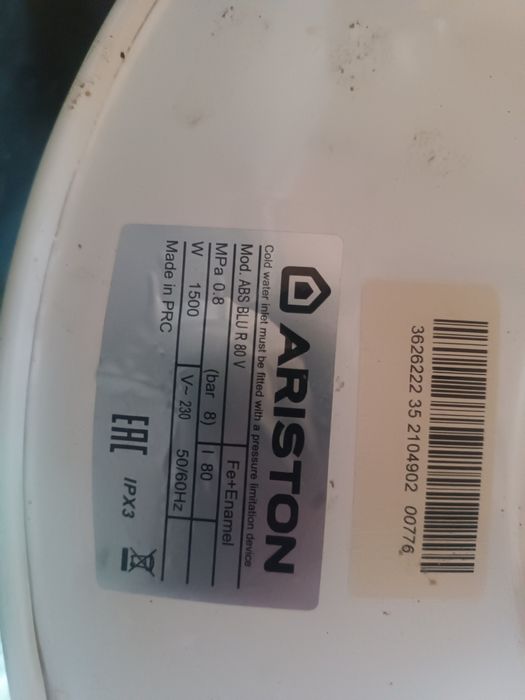 3626222 35 2104902 00776
ARISTON
Cold water inlet must be fitted with a pressure limitation device
Mod. ABS BLU R 80 V Fe+Enamel
MPa 0.8 (bar 8) l 80
W 1500 V~ 230 50/60Hz
Made in PRC
EAC IPX3